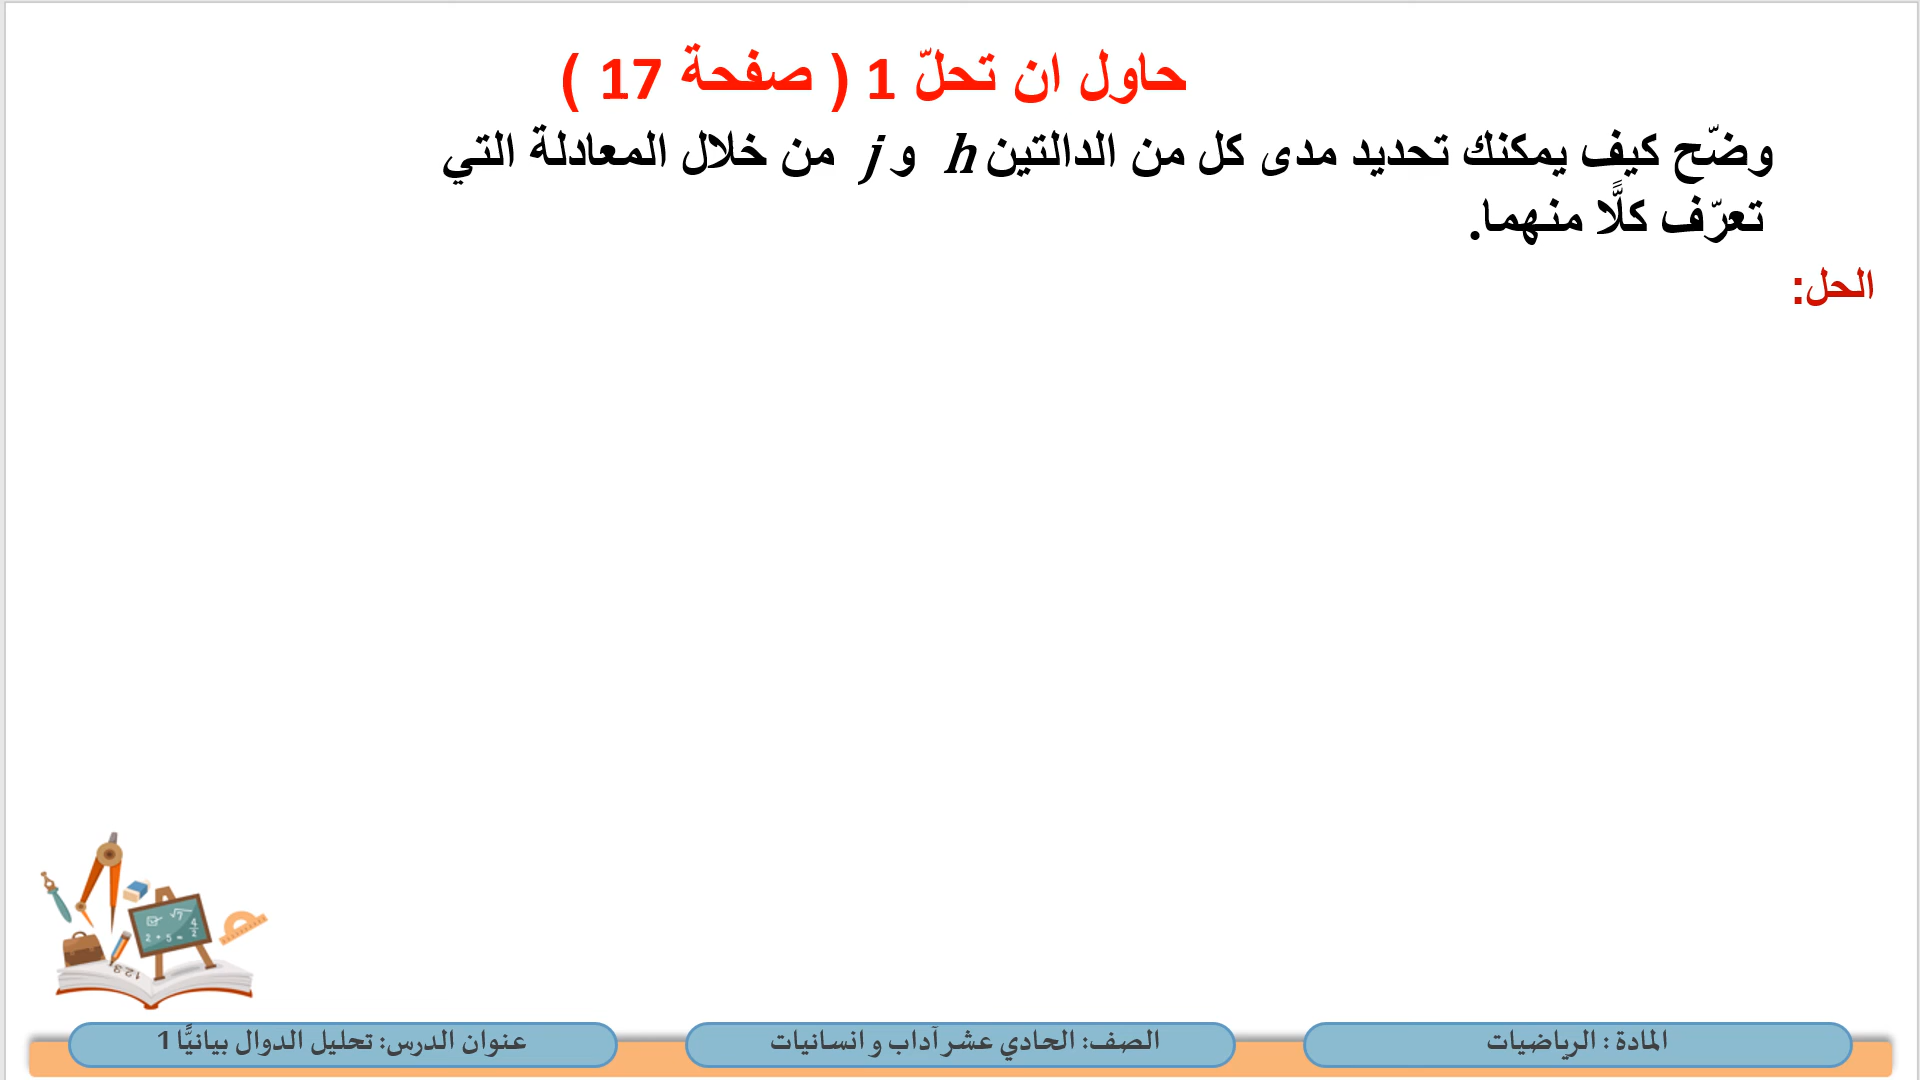 حاول ان تحلّ 1 ( صفحة 17 )
وضّح كيف يمكنك تحديد مدى كل من الدالتين h و j من خلال المعادلة التي
تعرّف كلًّا منهما.
الحل:
المادة : الرياضيات
الصف: الحادي عشر آداب و انسانيات
عنوان الدرس: تحليل الدوال بيانيًّا 1